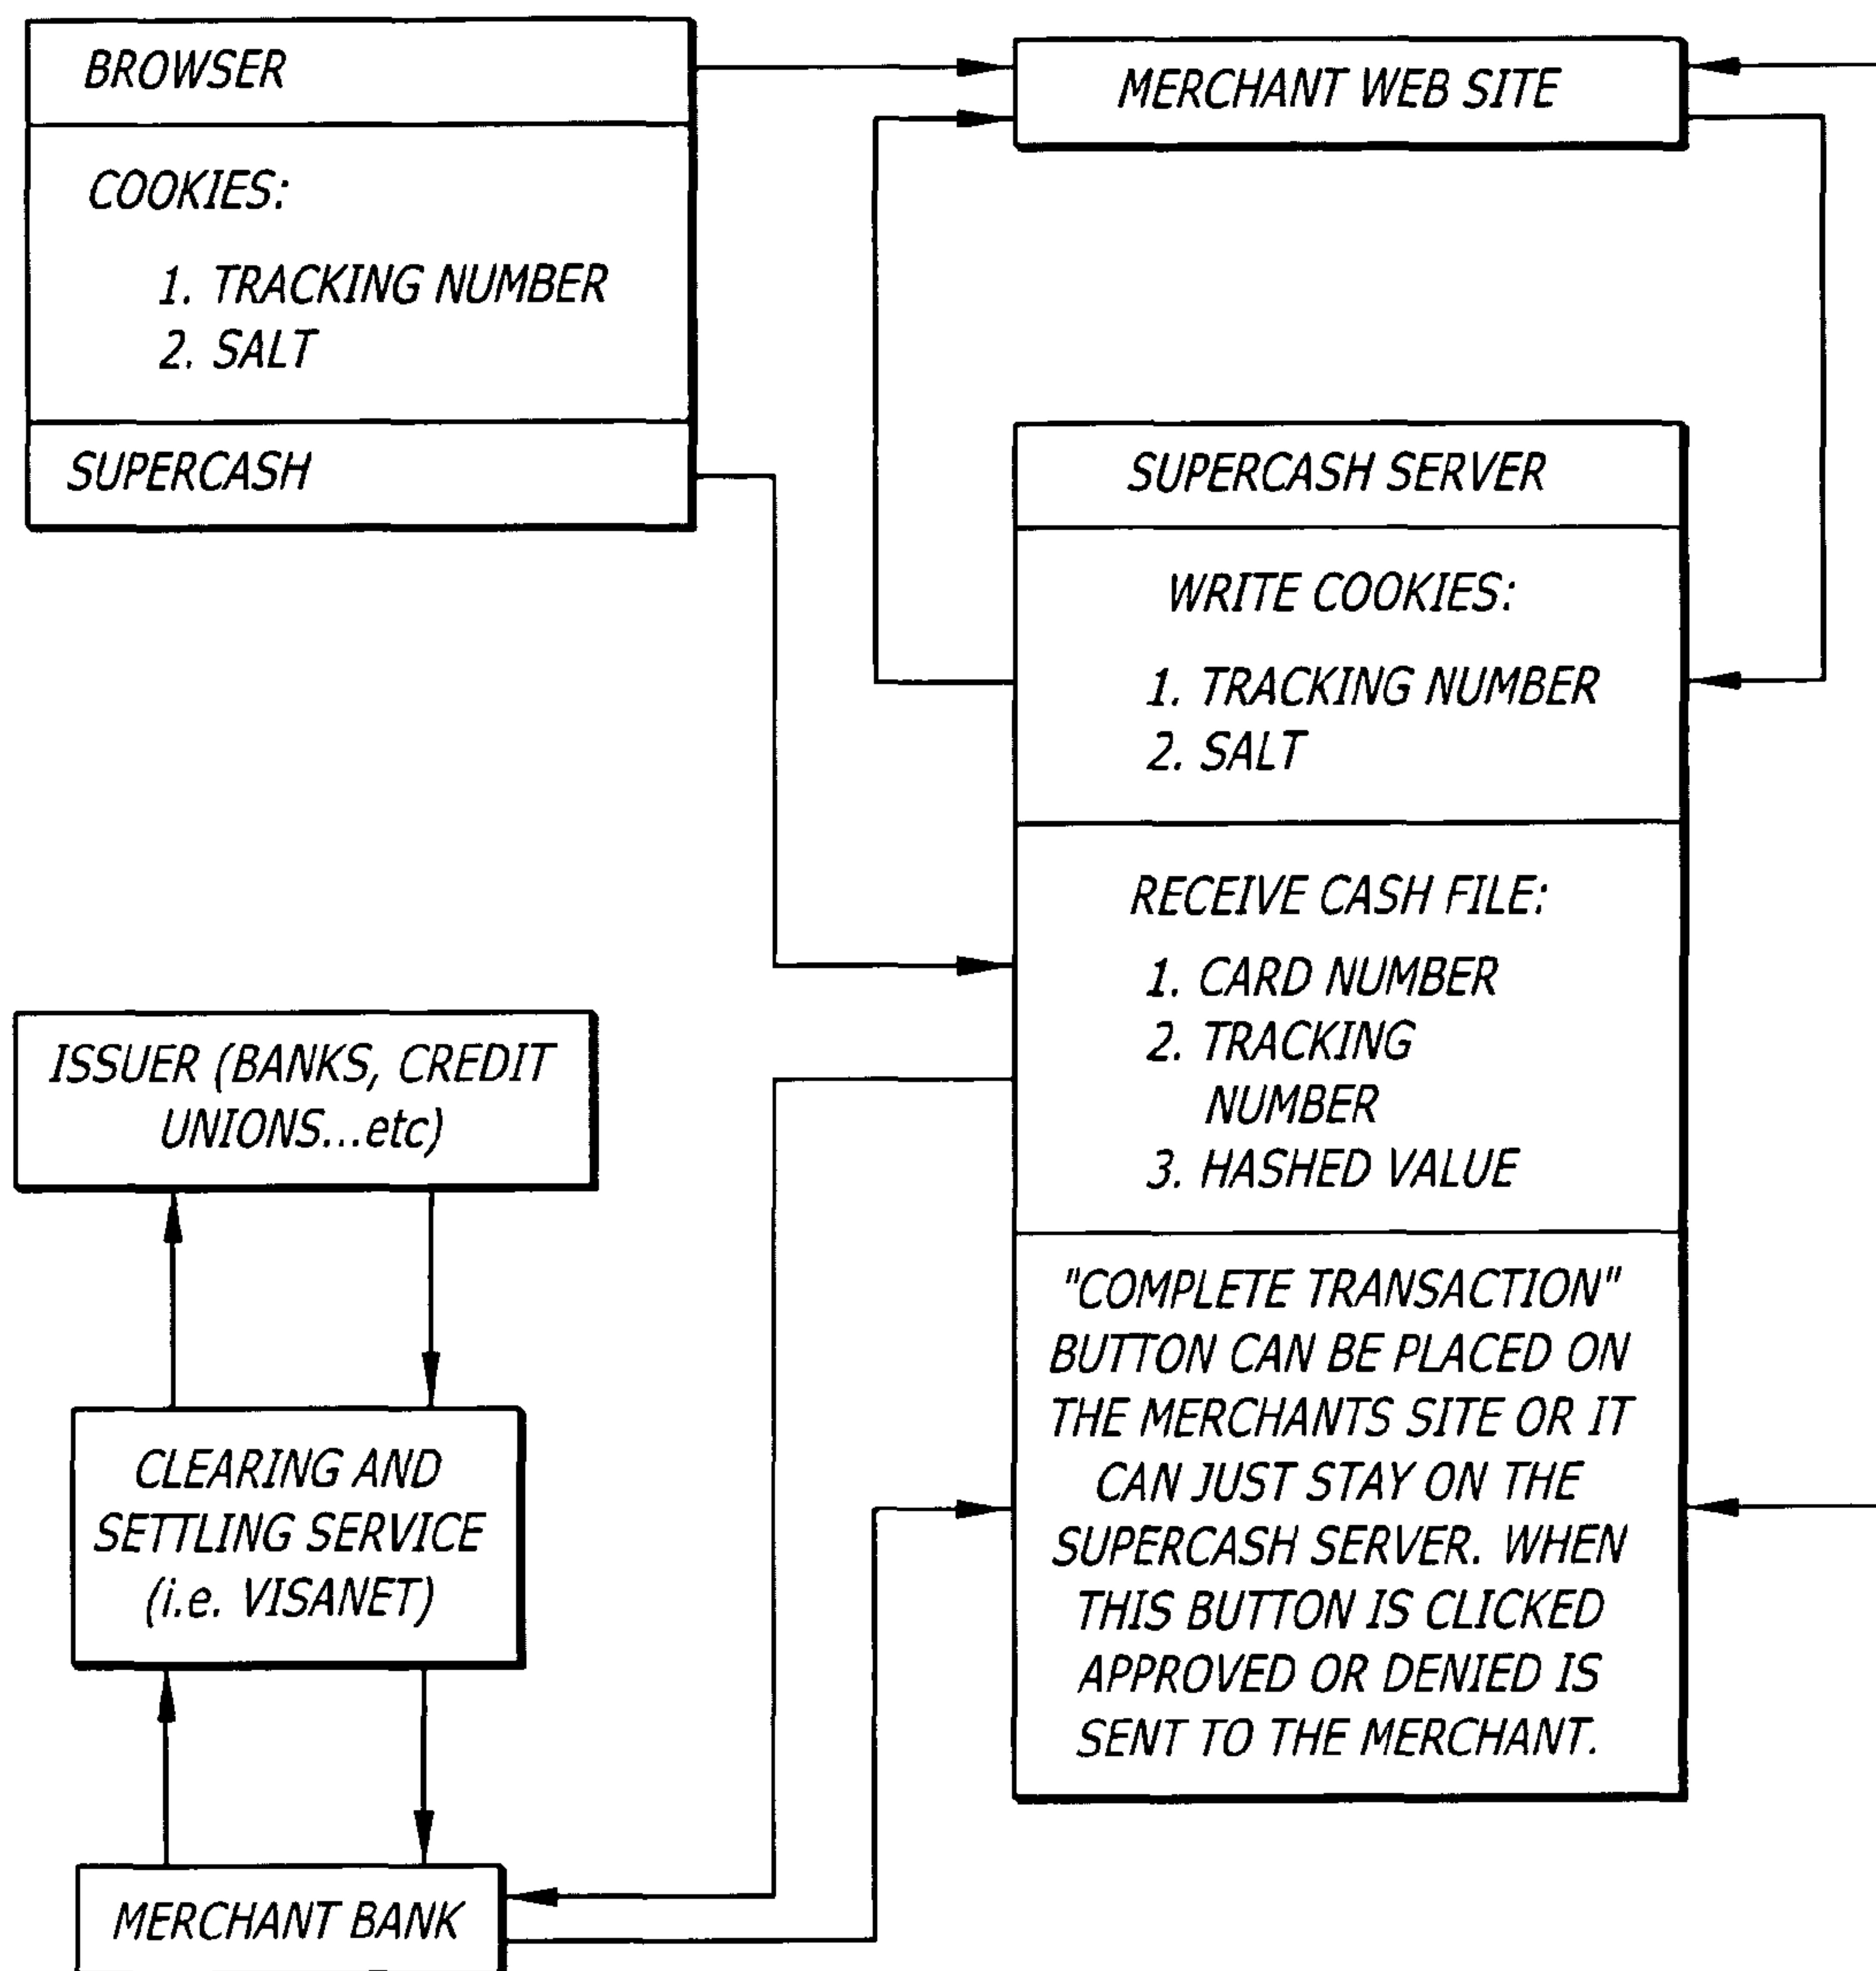 BROWSER
COOKIES:
1. TRACKING NUMBER
2. SALT
SUPERCASH
MERCHANT WEB SITE
SUPERCASH SERVER
WRITE COOKIES:
1. TRACKING NUMBER
2. SALT
RECEIVE CASH FILE:
1. CARD NUMBER
2. TRACKING
NUMBER
3. HASHED VALUE
"COMPLETE TRANSACTION"
BUTTON CAN BE PLACED ON
THE MERCHANTS SITE OR IT
CAN JUST STAY ON THE
SUPERCASH SERVER. WHEN
THIS BUTTON IS CLICKED
APPROVED OR DENIED IS
SENT TO THE MERCHANT.
ISSUER (BANKS, CREDIT
UNIONS...etc)
CLEARING AND
SETTLING SERVICE
(i.e. VISANET)
MERCHANT BANK